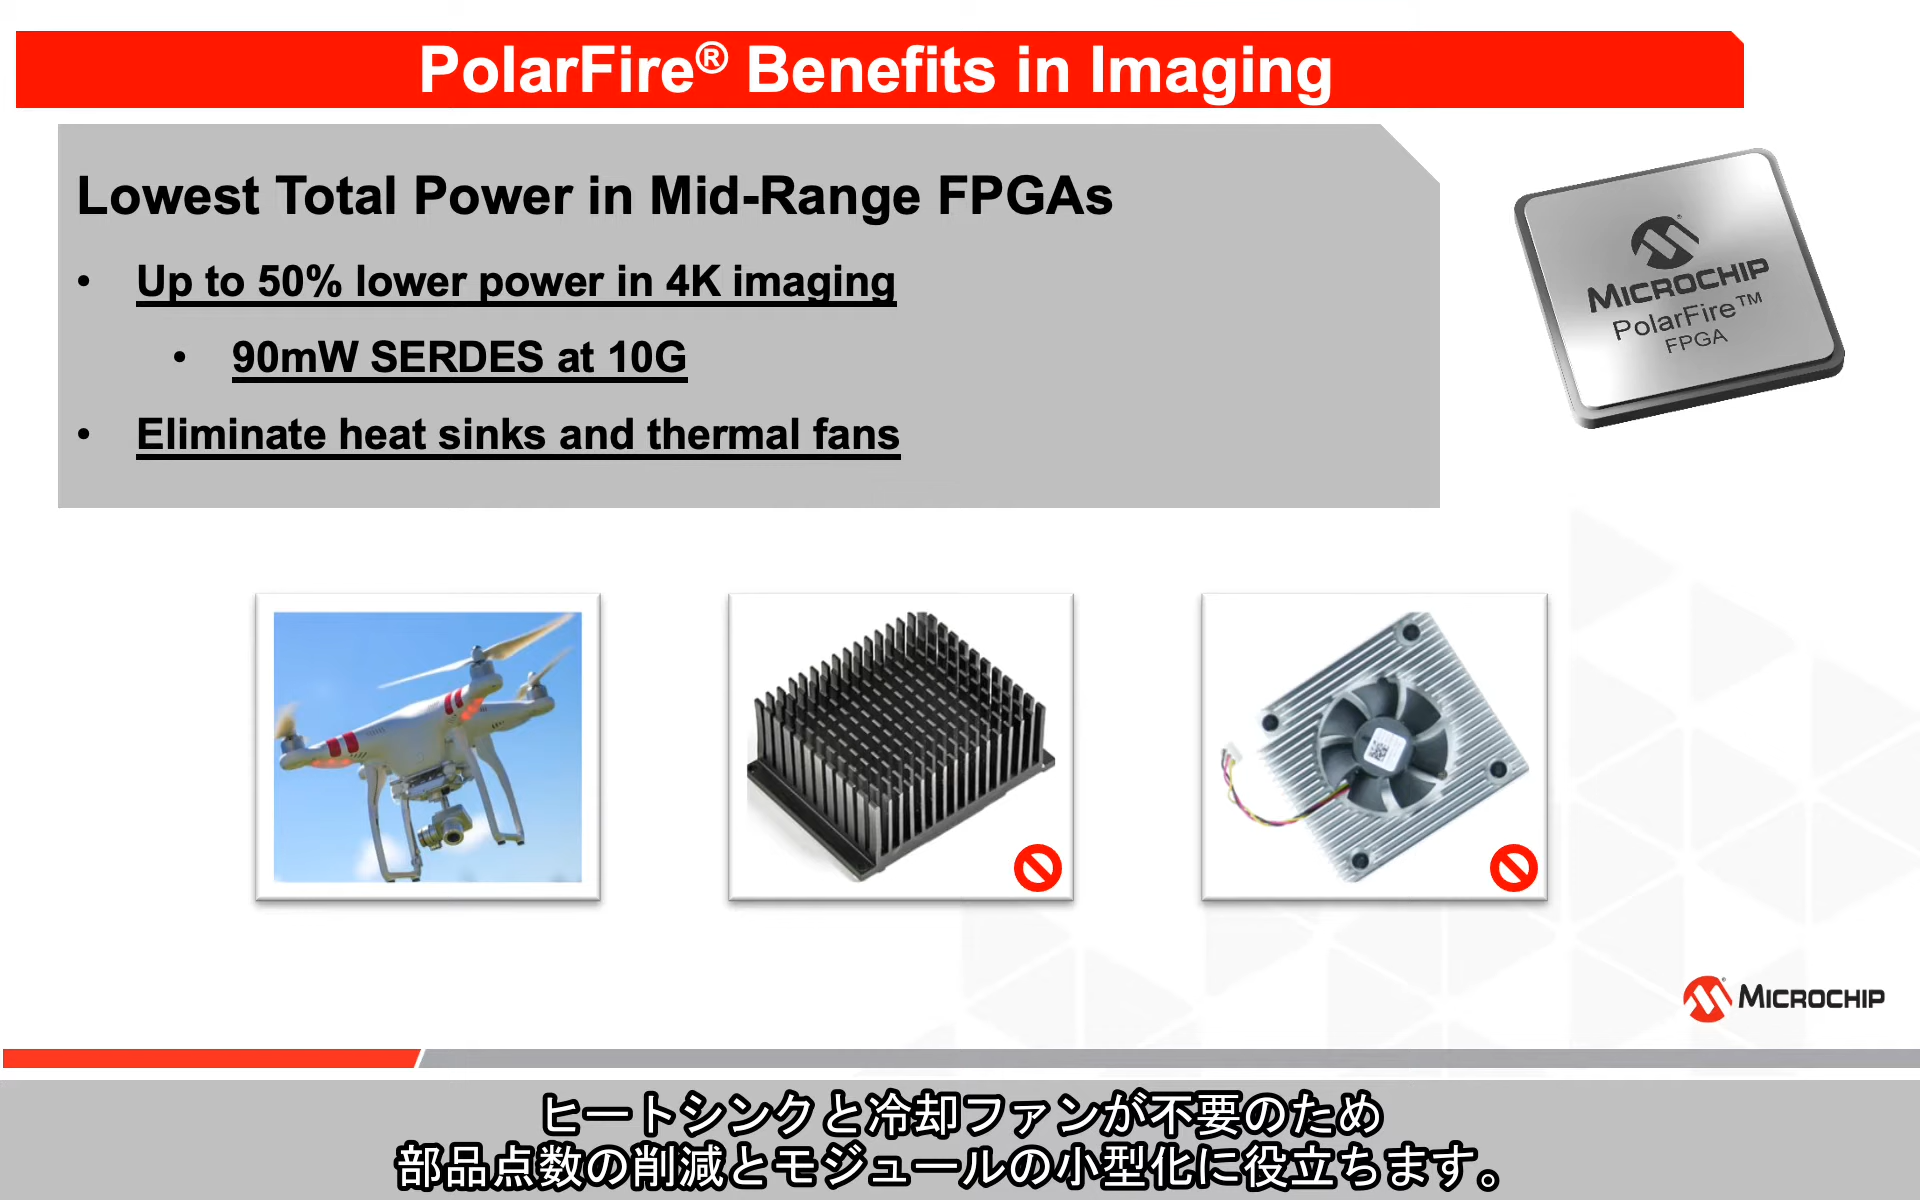 PolarFire® Benefits in Imaging
Lowest Total Power in Mid-Range FPGAs
• Up to 50% lower power in 4K imaging
• 90mW SERDES at 10G
• Eliminate heat sinks and thermal fans
MICROCHIP
PolarFire™
FPGA
MICROCHIP
ヒートシンクと冷却ファンが不要のため
部品点数の削減とモジュールの小型化に役立ちます。